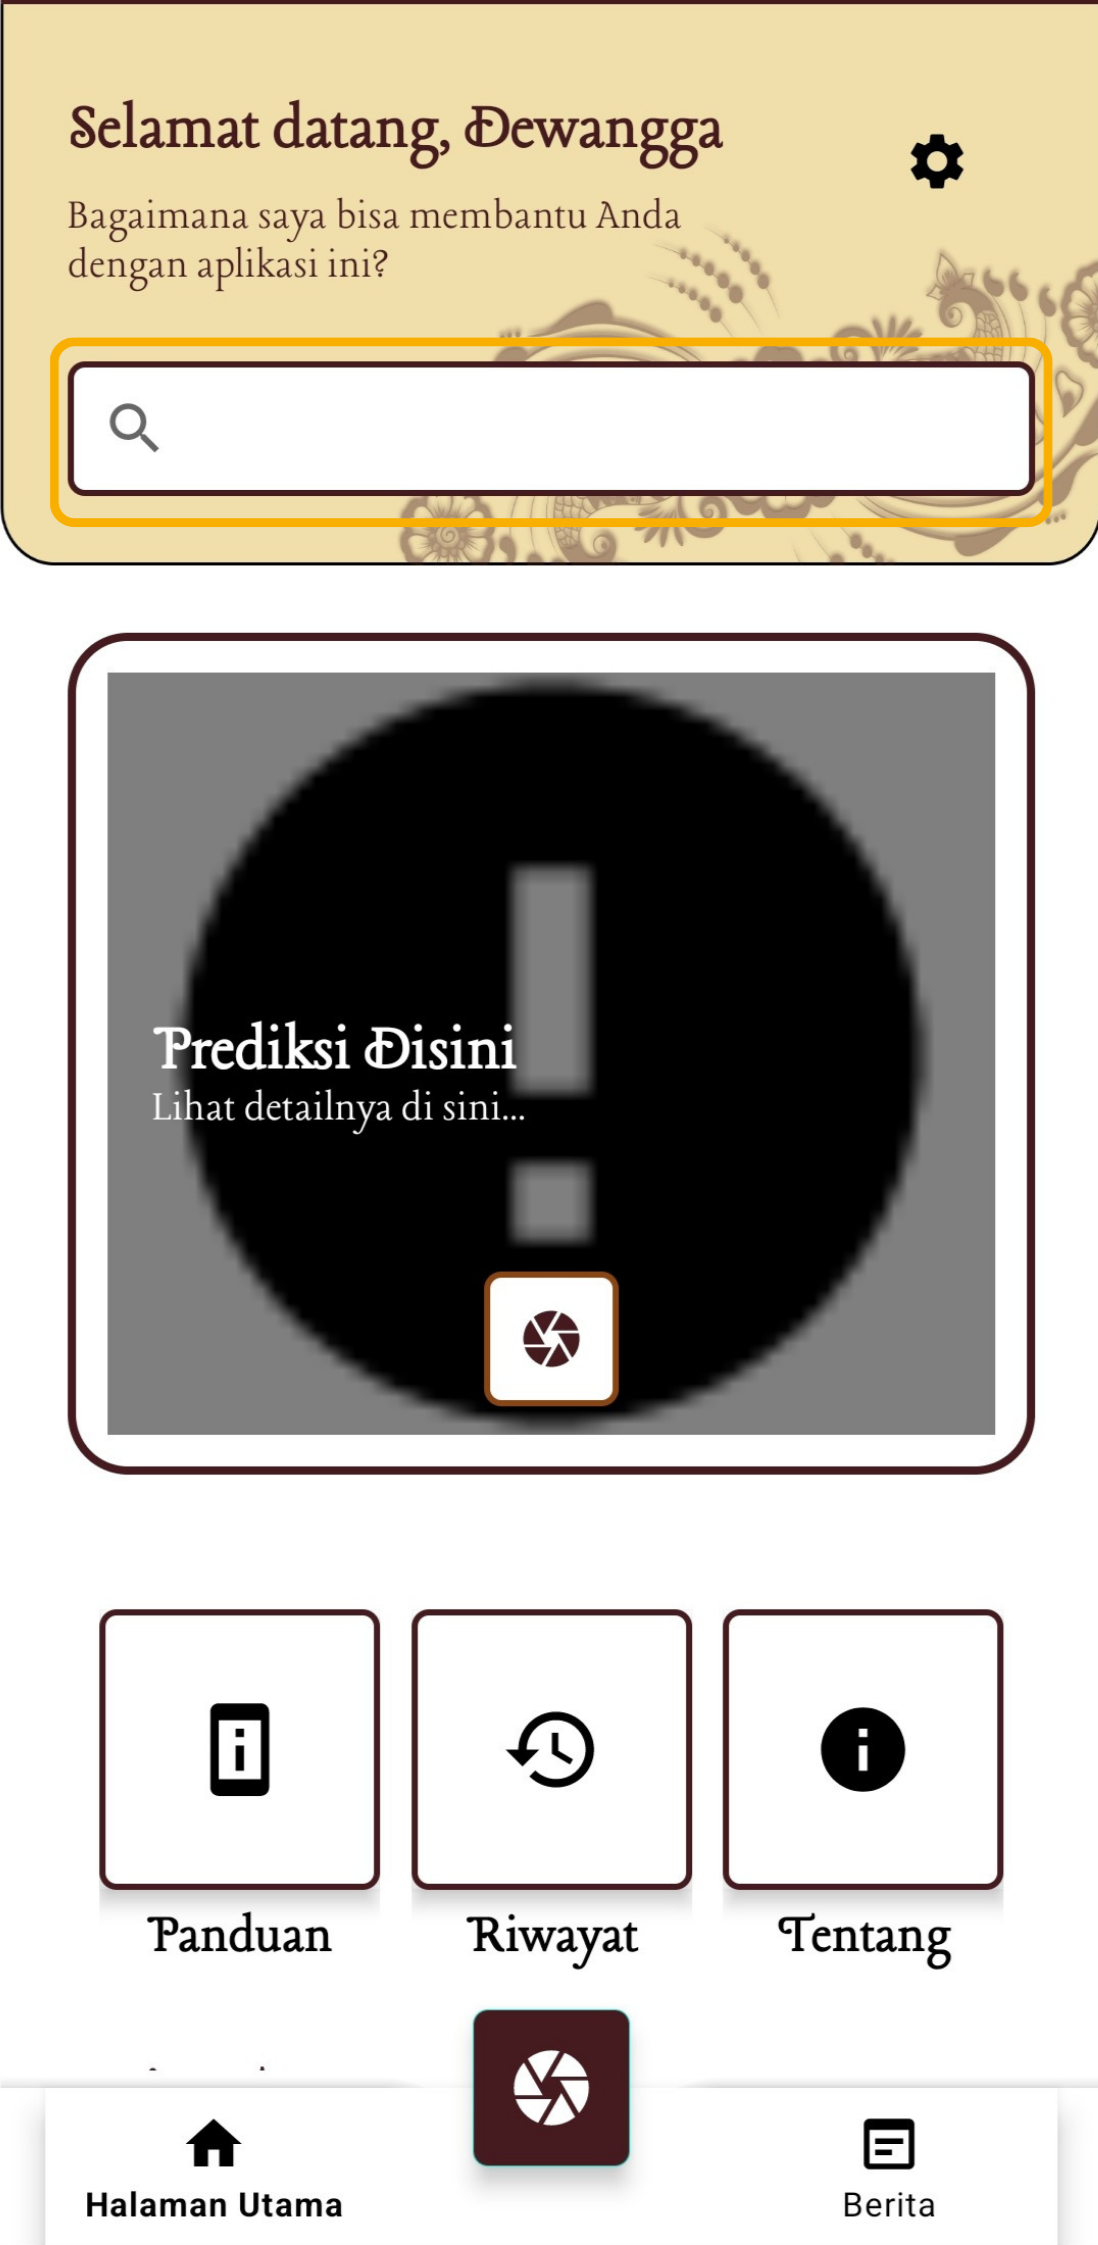 Selamat datang, Dewangga
Bagaimana saya bisa membantu Anda
dengan aplikasi ini?
Prediksi Disini
Lihat detailnya di sini...
Panduan
Riwayat
Tentang
Halaman Utama
Berita